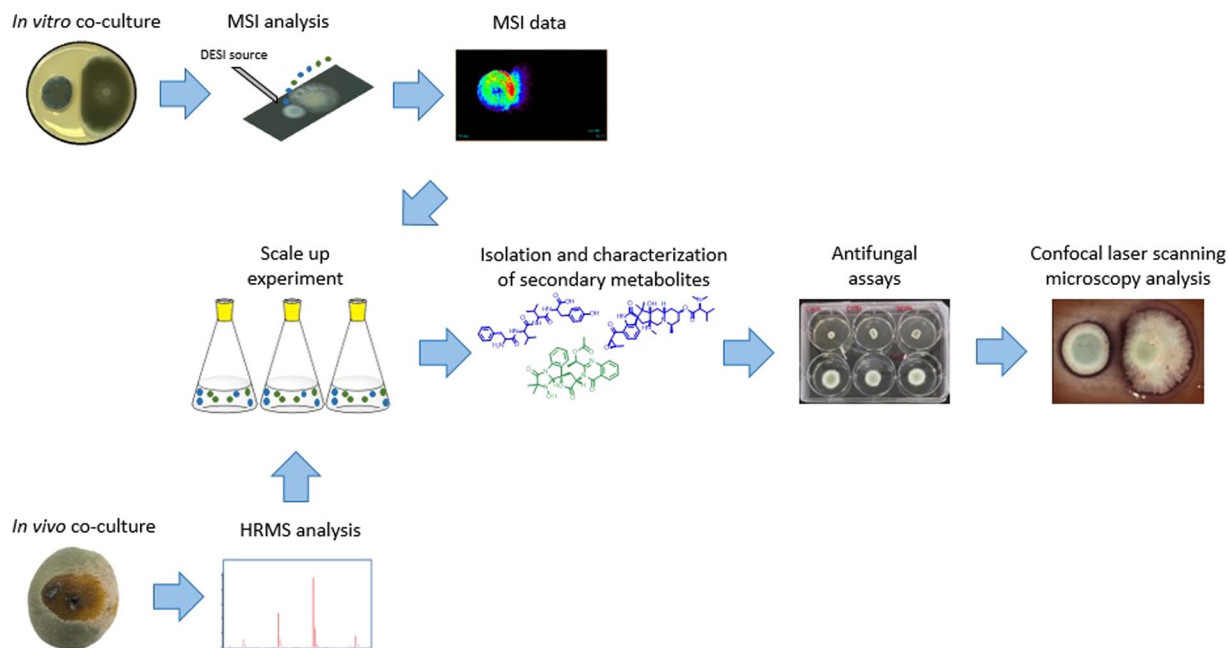 In vitro co-culture
MSI analysis
MSI data
DESI source
Scale up
experiment
Isolation and characterization
of secondary metabolites
Antifungal
assays
Confocal laser scanning
microscopy analysis
In vivo co-culture
HRMS analysis